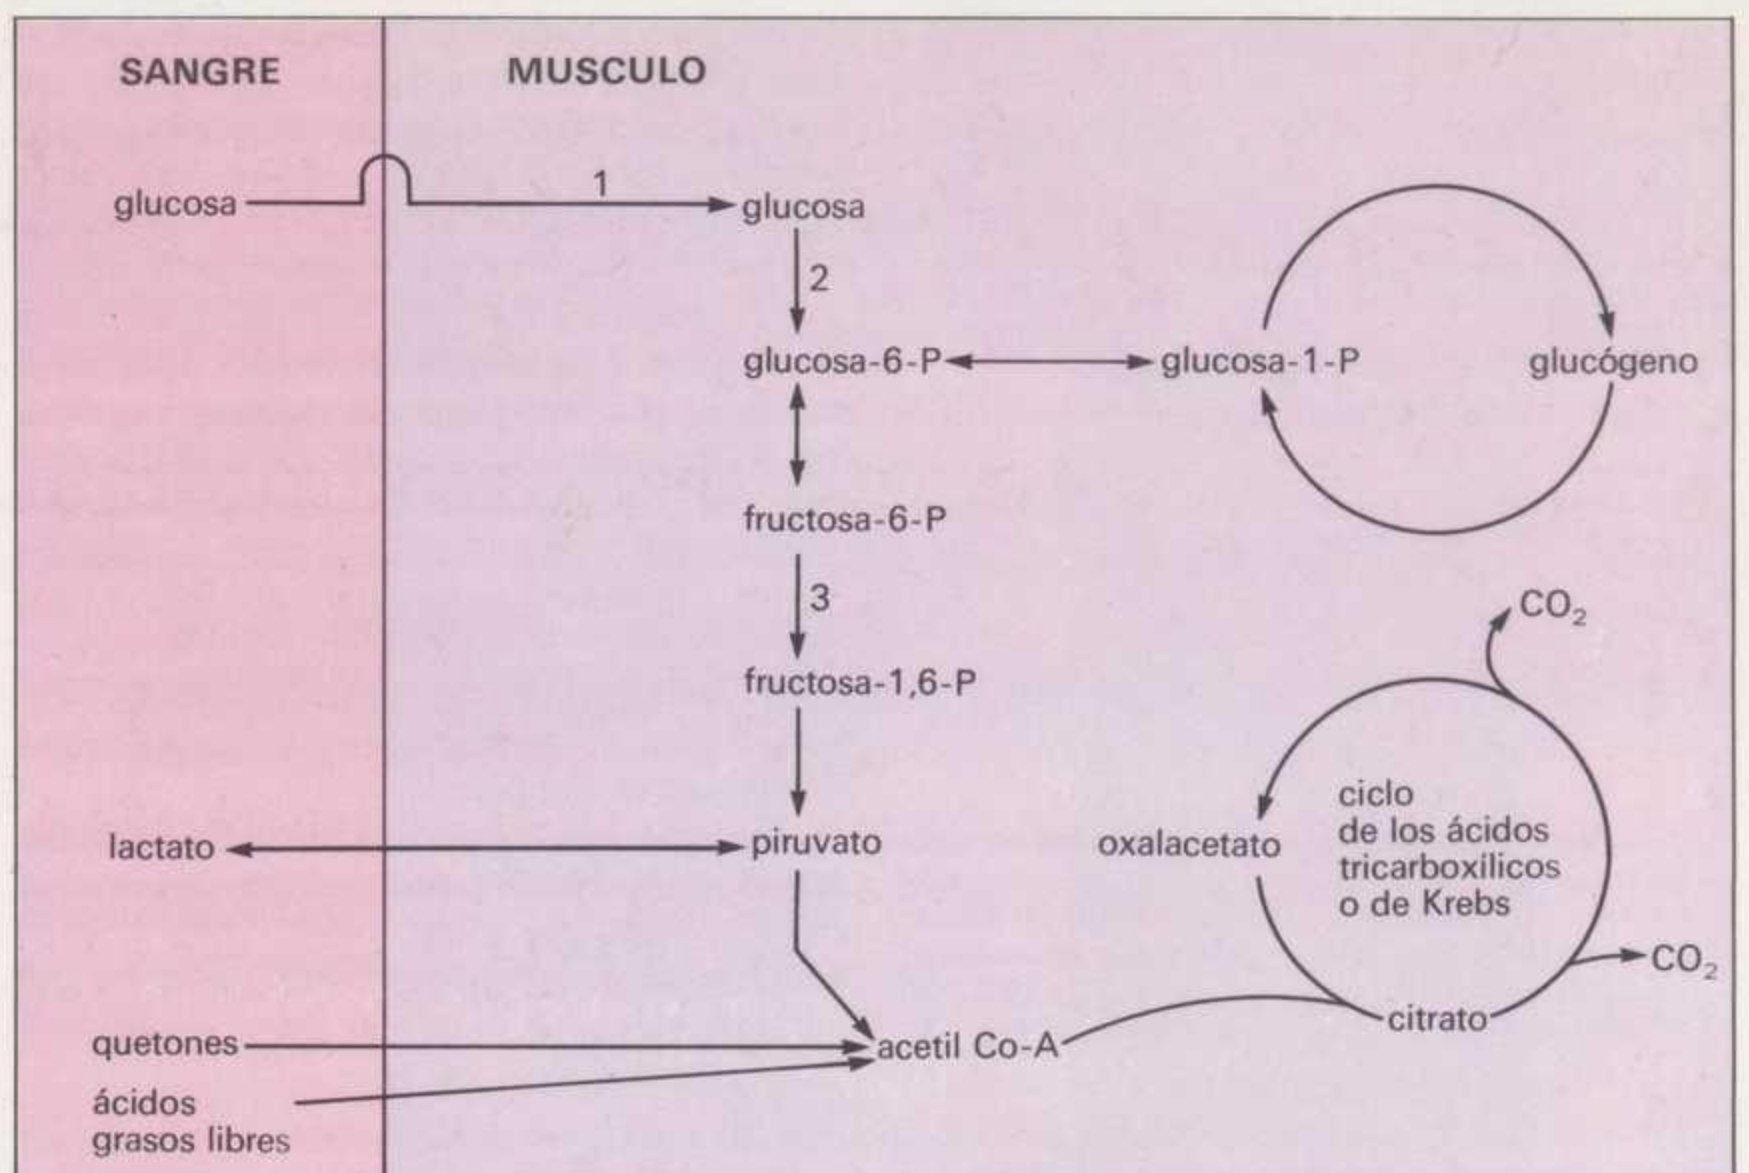 SANGRE
MUSCULO
glucosa
1
glucosa
2
glucosa-6-P
glucosa-1-P
glucógeno
fructosa-6-P
3
CO₂
fructosa-1,6-P
ciclo
de los ácidos
tricarboxílicos
o de Krebs
lactato
piruvato
oxalacetato
CO₂
citrato
quetones
acetil Co-A
ácidos
grasos libres